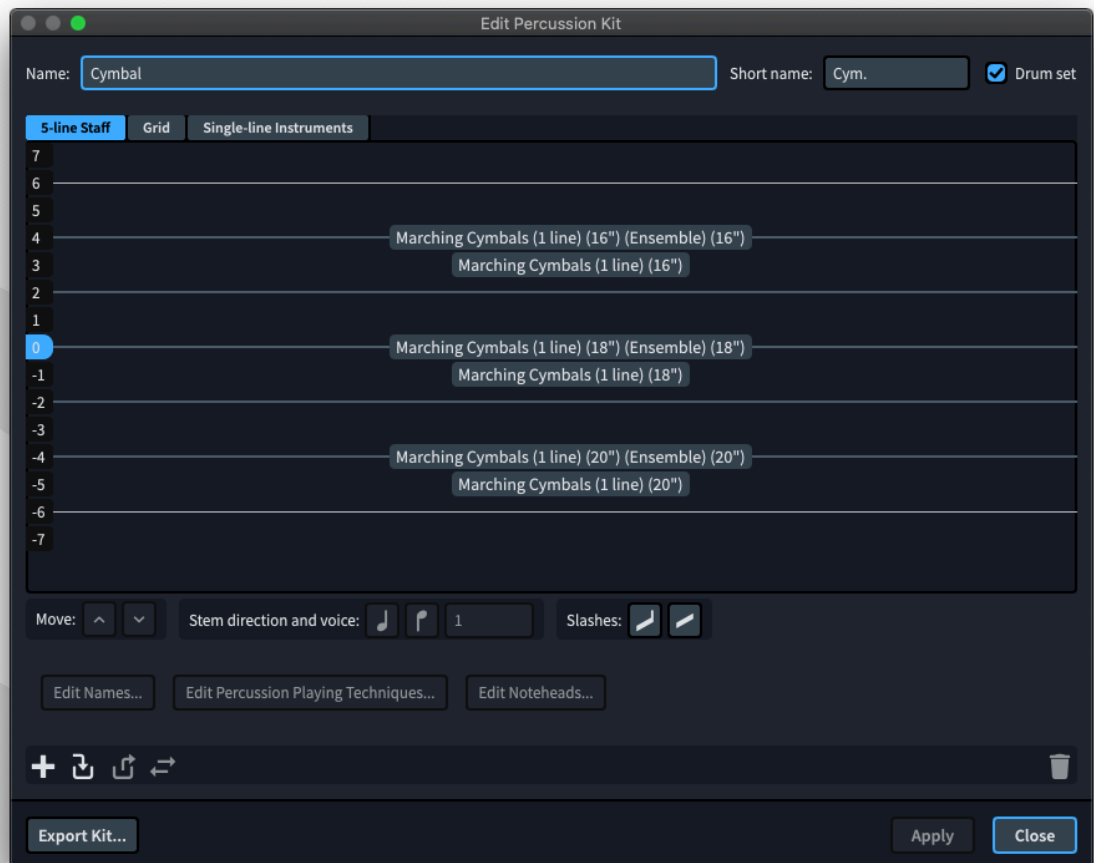 Edit Percussion Kit
Name: Cymbal Short name: Cym. Drum set
5-line Staff Grid Single-line Instruments
7
6
5
4 Marching Cymbals (1 line) (16") (Ensemble) (16")
3 Marching Cymbals (1 line) (16")
2
1
0 Marching Cymbals (1 line) (18") (Ensemble) (18")
-1 Marching Cymbals (1 line) (18")
-2
-3
-4 Marching Cymbals (1 line) (20") (Ensemble) (20")
-5 Marching Cymbals (1 line) (20")
-6
-7
Move: Stem direction and voice: 1 Slashes:
Edit Names... Edit Percussion Playing Techniques... Edit Noteheads...
Export Kit... Apply Close